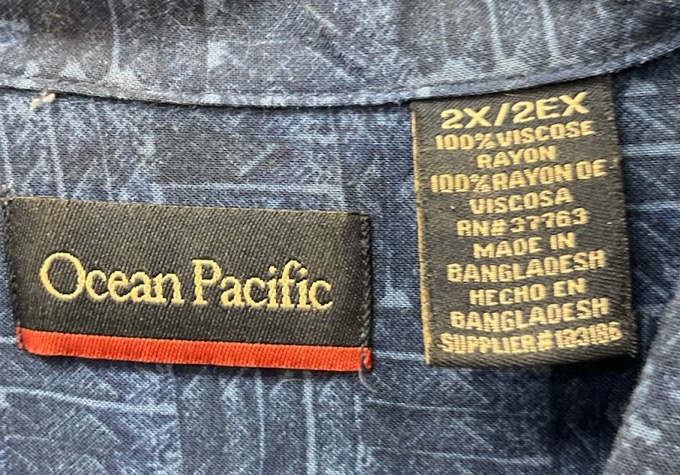 Ocean Pacific
2X/2EX
100% VISCOSE
RAYON
100% RAYON DE
VISCOSA
RN# 37763
MADE IN
BANGLADESH
HECHO EN
BANGLADESH
SUPPLIER# 183186